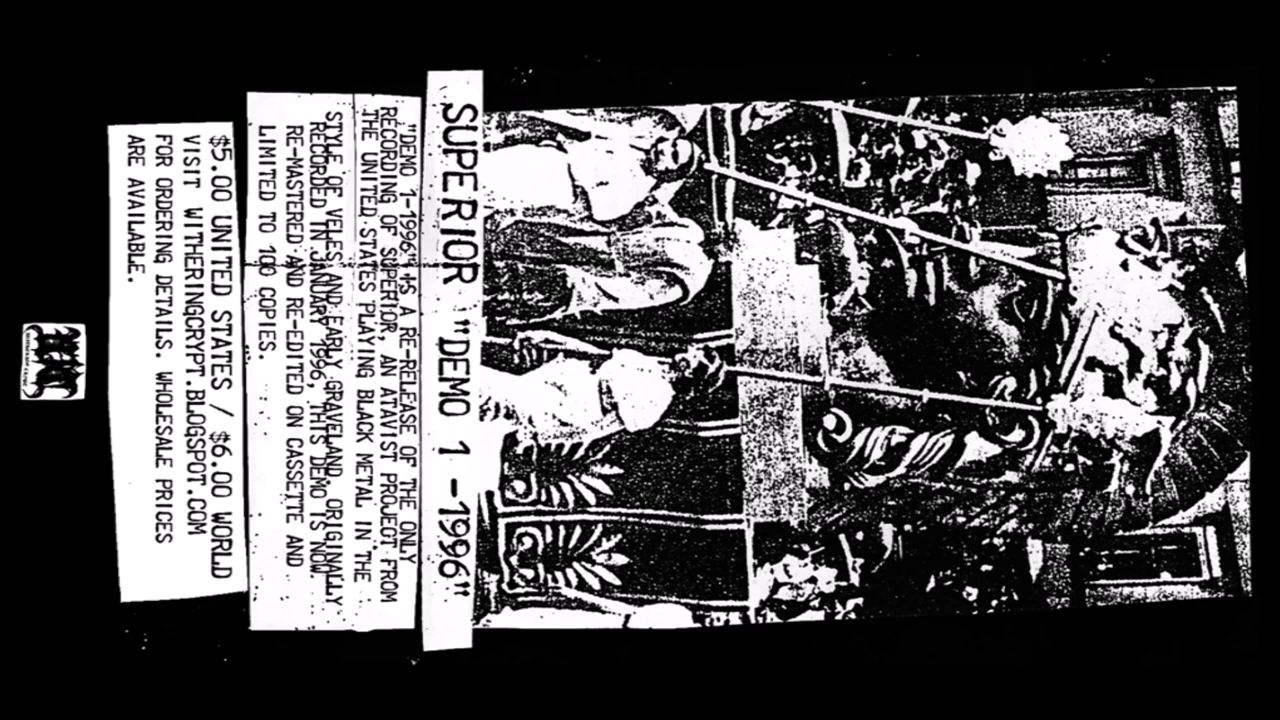 SUPERIOR "DEMO 1 -1996"
"DEMO 1-1996" IS A RE-RELEASE OF THE ONLY
RECORDING OF SUPERIOR, AN ATAVIST PROJECT FROM
THE UNITED STATES PLAYING BLACK METAL IN THE
STYLE OF VELES AND EARLY GRAVELAND. ORIGINALLY
RECORDED IN JANUARY 1996, THIS DEMO IS NOW
RE-MASTERED AND RE-EDITED ON CASSETTE AND
LIMITED TO 100 COPIES.
$5.00 UNITED STATES / $6.00 WORLD
VISIT WITHERINGCRYPT.BLOGSPOT.COM
FOR ORDERING DETAILS. WHOLESALE PRICES
ARE AVAILABLE.